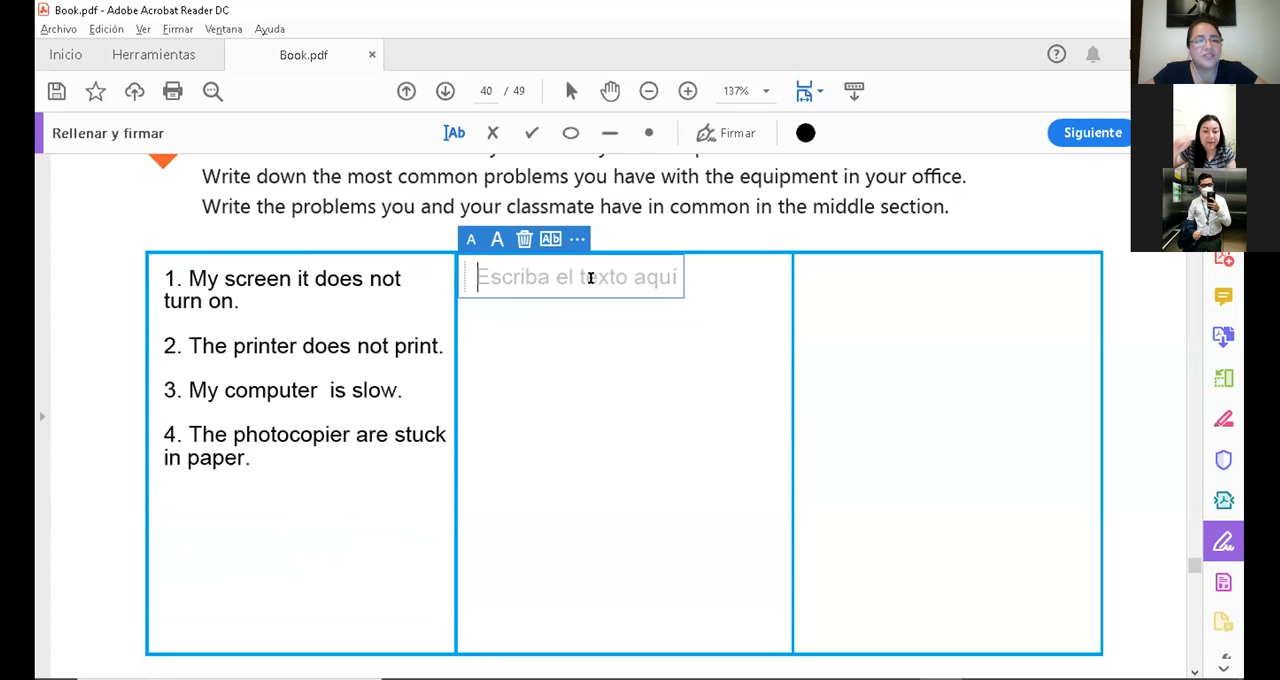 Book.pdf - Adobe Acrobat Reader DC
Archivo Edición Ver Firmar Ventana Ayuda
Inicio Herramientas Book.pdf ×
40 / 49 137%
Rellenar y firmar Ab Firmar Siguiente
Write down the most common problems you have with the equipment in your office.
Write the problems you and your classmate have in common in the middle section.
A A Ab
1. My screen it does not
turn on.
2. The printer does not print.
3. My computer is slow.
4. The photocopier are stuck
in paper.
Escriba el texto aquí